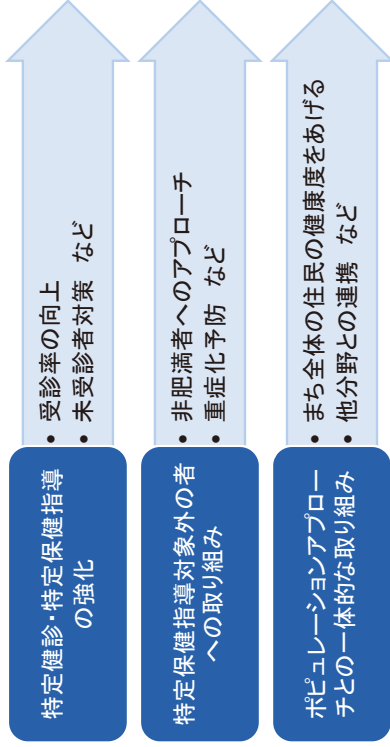 特定健診・特定保健指導
の強化
• 受診率の向上
• 未受診者対策 など
特定保健指導対象外の者
への取り組み
• 非肥満者へのアプローチ
• 重症化予防 など
ポピュレーションアプロー
チとの一体的な取り組み
• まち全体の住民の健康度をあげる
• 他分野との連携 など